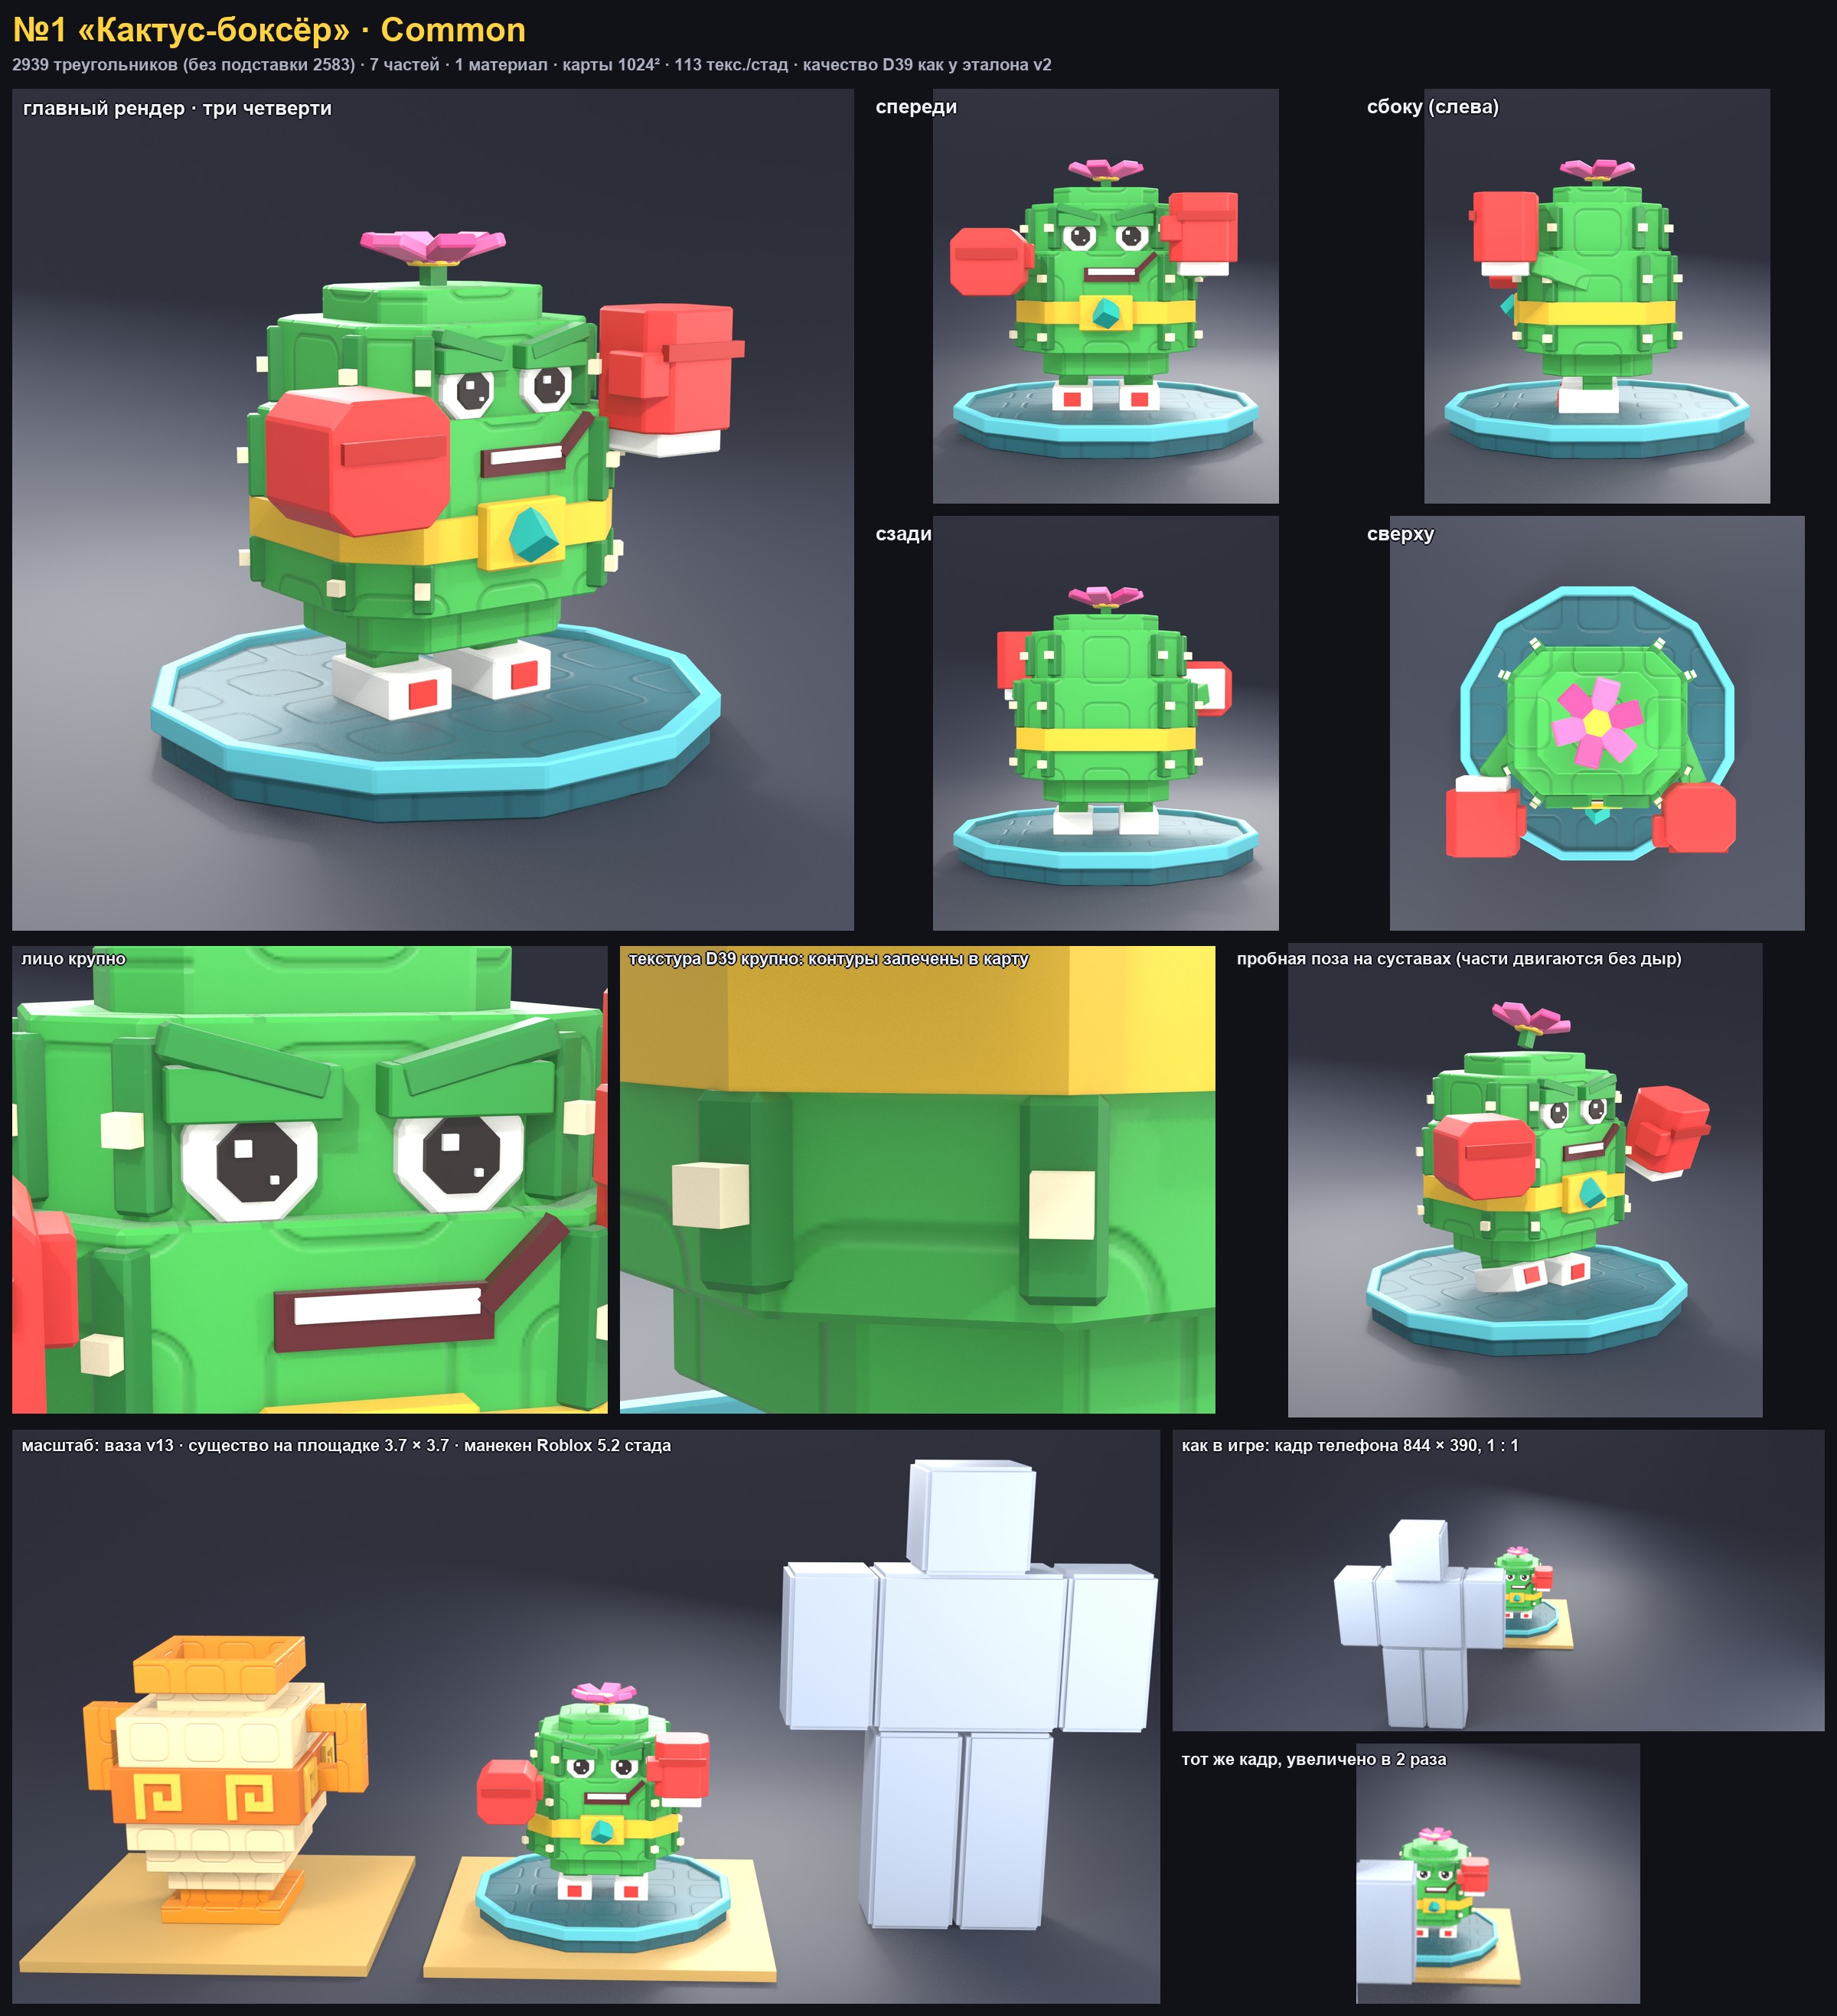 №1 «Кактус-боксёр» · Common
2939 треугольников (без подставки 2583) · 7 частей · 1 материал · карты 1024² · 113 текс./стад · качество D39 как у эталона v2
главный рендер · три четверти
спереди
сбоку (слева)
сзади
сверху
лицо крупно
текстура D39 крупно: контуры запечены в карту
пробная поза на суставах (части двигаются без дыр)
масштаб: ваза v13 · существо на площадке 3.7 × 3.7 · манекен Roblox 5.2 стада
как в игре: кадр телефона 844 × 390, 1 : 1
тот же кадр, увеличено в 2 раза